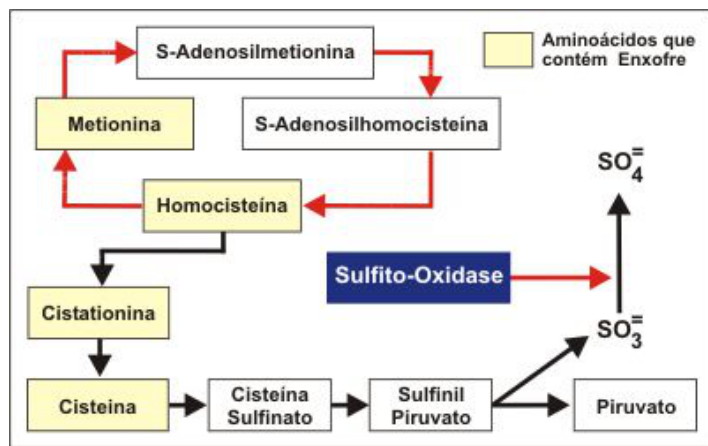 S-Adenosilmetionina
Aminoácidos que
contém Enxofre
Metionina
S-Adenosilhomocisteína
SO4=
Homocisteína
Sulfito-Oxidase
Cistationina
SO3=
Cisteina
Cisteína
Sulfinato
Sulfinil
Piruvato
Piruvato